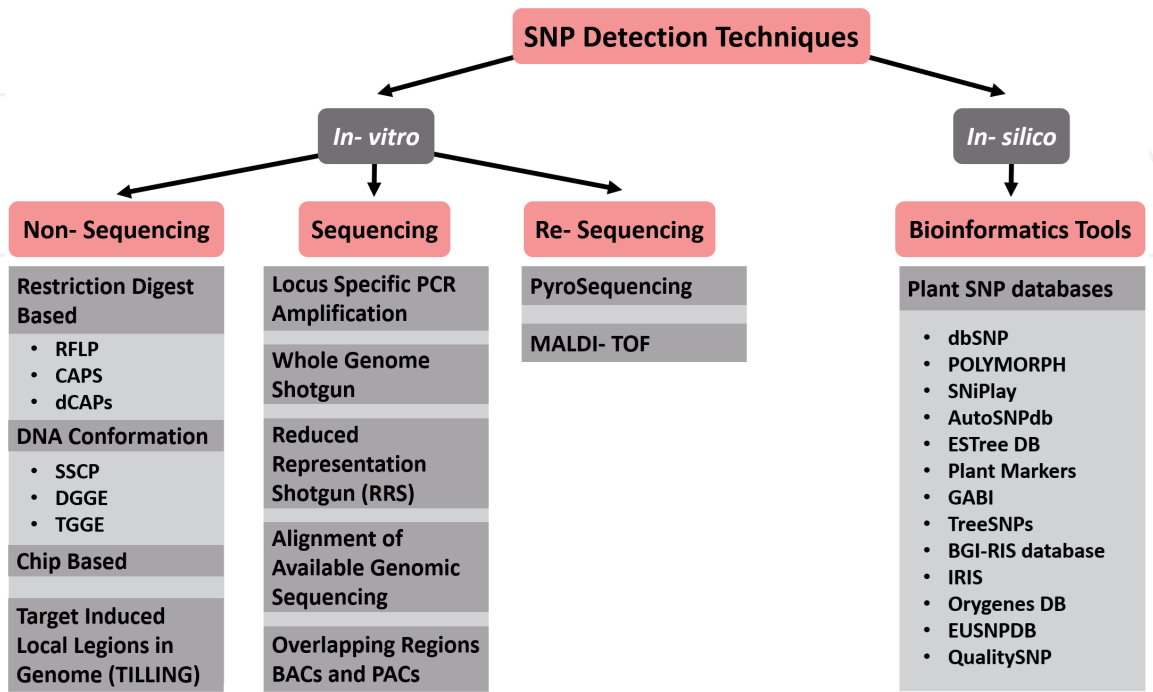 SNP Detection Techniques
In- vitro
In- silico
Non- Sequencing
Sequencing
Re- Sequencing
Bioinformatics Tools
Restriction Digest
Based
• RFLP
• CAPS
• dCAPs
DNA Conformation
• SSCP
• DGGE
• TGGE
Chip Based
Target Induced
Local Legions in
Genome (TILLING)
Locus Specific PCR
Amplification
Whole Genome
Shotgun
Reduced
Representation
Shotgun (RRS)
Alignment of
Available Genomic
Sequencing
Overlapping Regions
BACs and PACs
PyroSequencing
MALDI- TOF
Plant SNP databases
• dbSNP
• POLYMORPH
• SNiPlay
• AutoSNPdb
• ESTree DB
• Plant Markers
• GABI
• TreeSNPs
• BGI-RIS database
• IRIS
• Orygenes DB
• EUSNPDB
• QualitySNP